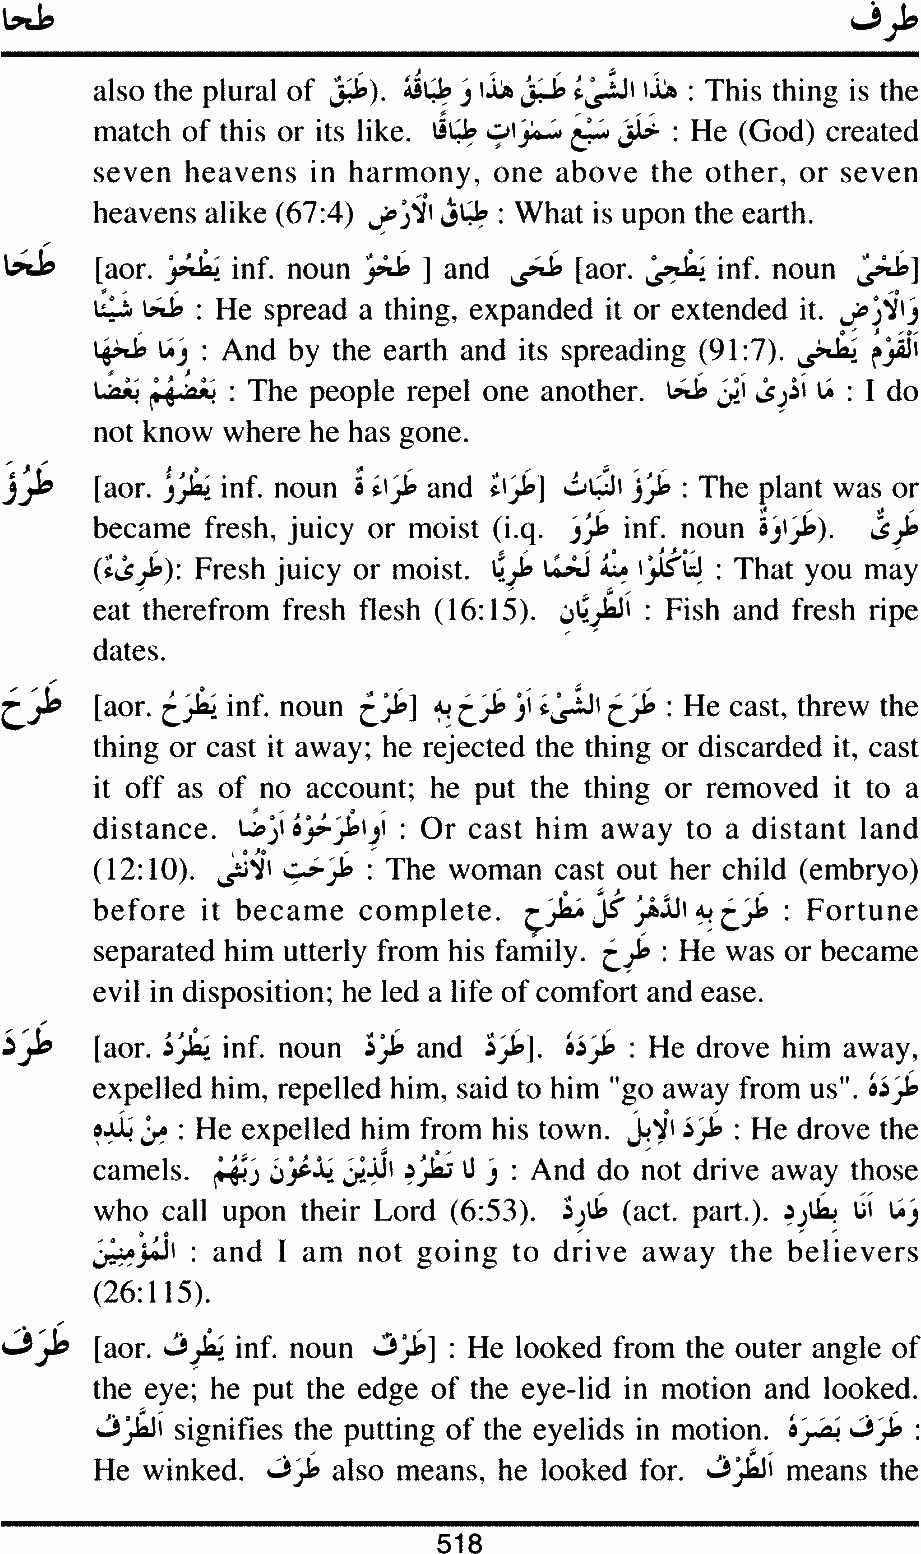 طحا طرف
also the plural of طَبَقٌ). هٰذَا الشَّيْءُ طَبَقُ هٰذَا وَ طِبَاقُهُ : This thing is the
match of this or its like. خَلَقَ سَبْعَ سَمٰوَاتٍ طِبَاقًا : He (God) created
seven heavens in harmony, one above the other, or seven
heavens alike (67:4) طِبَاقُ الْاَرْضِ : What is upon the earth.
طَحَا [aor. يَطْحُوْ inf. noun طَحْوٌ ] and طَحٰى [aor. يَطْحِىْ inf. noun طَحْىٌ]
طَحَا شَيْئًا : He spread a thing, expanded it or extended it. وَالْاَرْضِ
وَمَا طَحٰهَا : And by the earth and its spreading (91:7). اَلْقَوْمُ يَطْحٰى
بَعْضُهُمْ بَعْضًا : The people repel one another. مَا اَدْرِىْ اَيْنَ طَحَا : I do
not know where he has gone.
طَرُؤَ [aor. يَطْرُؤُ inf. noun طَرَاءَ ةً and طَرَاءً] طَرُؤَ النَّبَاتُ : The plant was or
became fresh, juicy or moist (i.q. طَرُوَ inf. noun طَرَاوَةً). طَرِىٌّ
(طَرِىْءٌ): Fresh juicy or moist. لِتَاْكُلُوْا مِنْهُ لَحْمًا طَرِيًّا : That you may
eat therefrom fresh flesh (16:15). اَلطَّرِيَّانِ : Fish and fresh ripe
dates.
طَرَحَ [aor. يَطْرَحُ inf. noun طَرْحٌ] طَرَحَ الشَّىْءَ اَوْ طَرَحَ بِهِ : He cast, threw the
thing or cast it away; he rejected the thing or discarded it, cast
it off as of no account; he put the thing or removed it to a
distance. اَوِاطْرَحُوْهُ اَرْضًا : Or cast him away to a distant land
(12:10). طَرَحَتِ الْاُنْثٰى : The woman cast out her child (embryo)
before it became complete. طَرَحَ بِهِ الدَّهْرُ كُلَّ مَطْرَحٍ : Fortune
separated him utterly from his family. طَرِحَ : He was or became
evil in disposition; he led a life of comfort and ease.
طَرَدَ [aor. يَطْرُدُ inf. noun طَرْدٌ and طَرَدٌ]. طَرَدَهُ : He drove him away,
expelled him, repelled him, said to him "go away from us". طَرَدَهُ
مِنْ بَلَدِهِ : He expelled him from his town. طَرَدَ الْاِبِلَ : He drove the
camels. وَ لَا تَطْرُدِ الَّذِيْنَ يَدْعُوْنَ رَبَّهُمْ : And do not drive away those
who call upon their Lord (6:53). طَارِدٌ (act. part.). وَمَا اَنَا بِطَارِدِ
الْمُؤْمِنِيْنَ : and I am not going to drive away the believers
(26:115).
طَرَفَ [aor. يَطْرِفُ inf. noun طَرْفٌ] : He looked from the outer angle of
the eye; he put the edge of the eye-lid in motion and looked.
اَلطَّرْفُ signifies the putting of the eyelids in motion. طَرَفَ بَصَرُهُ :
He winked. طَرَفَ also means, he looked for. اَلطَّرْفُ means the
518